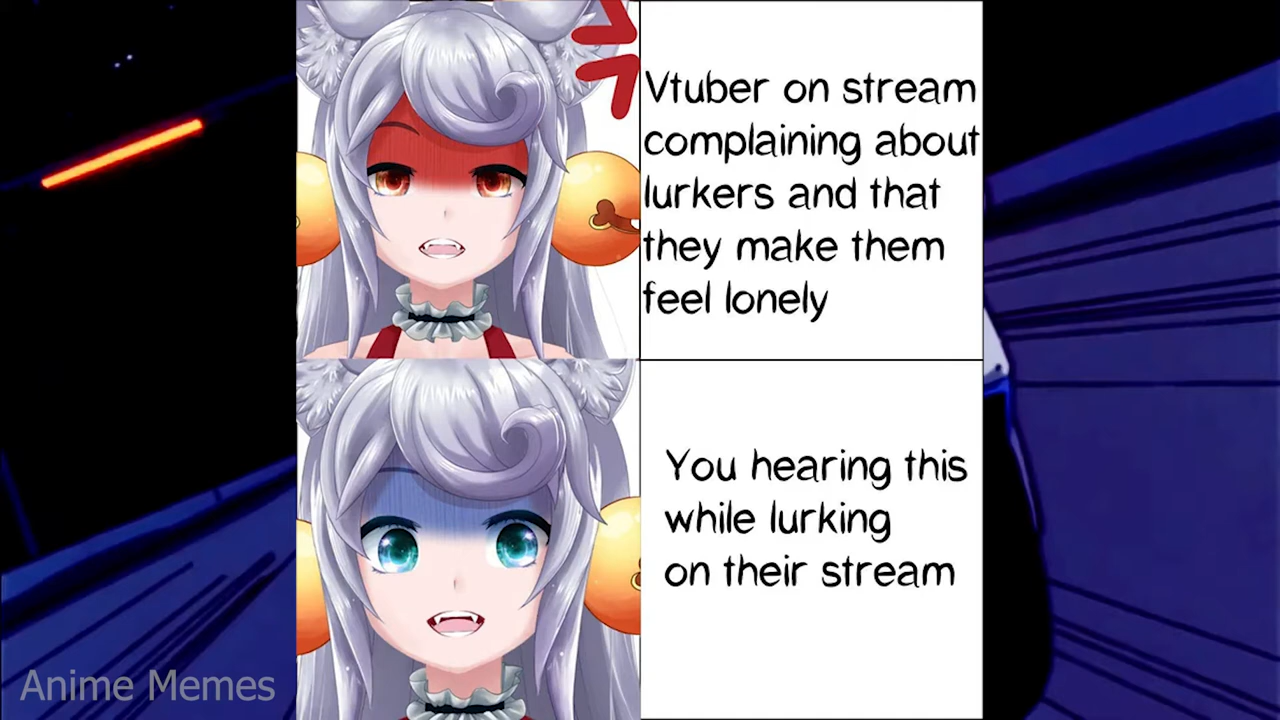 Vtuber on stream
complaining about
lurkers and that
they make them
feel lonely
You hearing this
while lurking
on their stream
Anime Memes